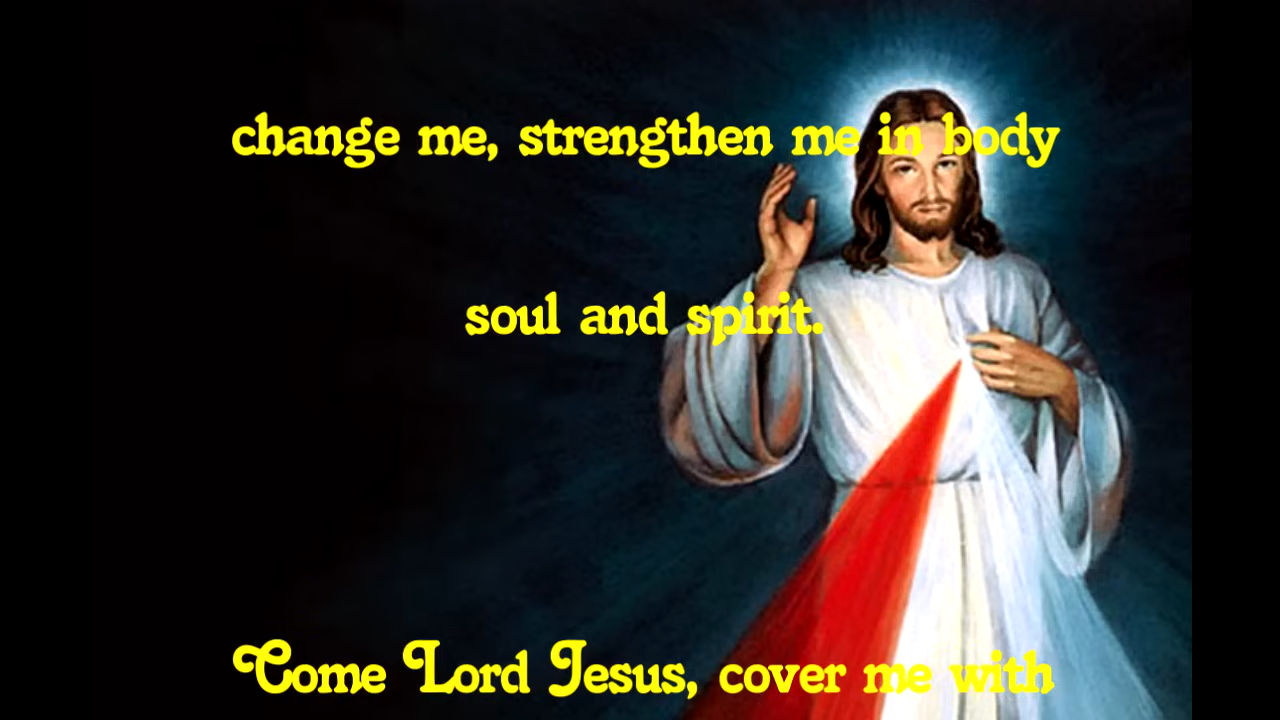 change me, strengthen me in body
soul and spirit.
Come Lord Jesus, cover me with